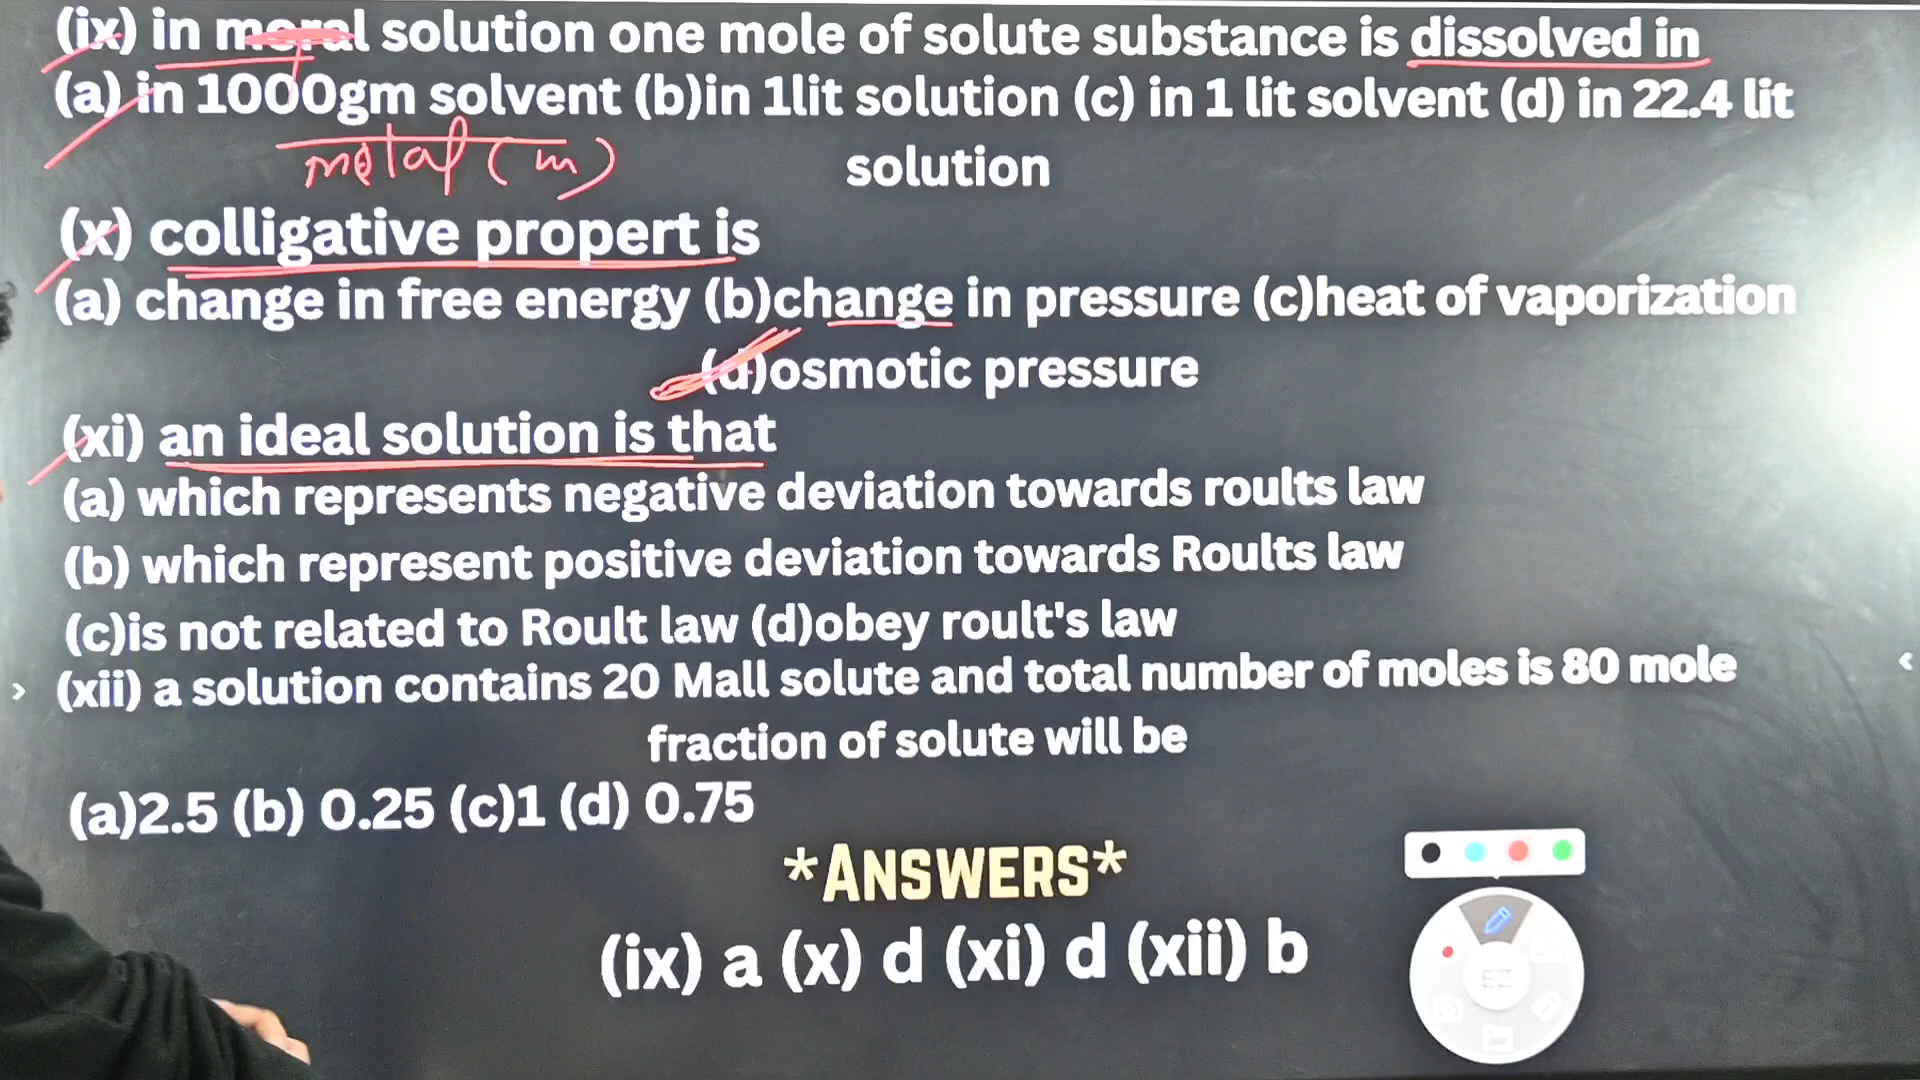 (ix) in meral solution one mole of solute substance is dissolved in
(a) in 1000gm solvent (b)in 1lit solution (c) in 1 lit solvent (d) in 22.4 lit
solution
metal (m)
(x) colligative propert is
(a) change in free energy (b)change in pressure (c)heat of vaporization
(d)osmotic pressure
(xi) an ideal solution is that
(a) which represents negative deviation towards roults law
(b) which represent positive deviation towards Roults law
(c)is not related to Roult law (d)obey roult's law
(xii) a solution contains 20 Mall solute and total number of moles is 80 mole
fraction of solute will be
(a)2.5 (b) 0.25 (c)1 (d) 0.75
*ANSWERS*
(ix) a (x) d (xi) d (xii) b
EZ